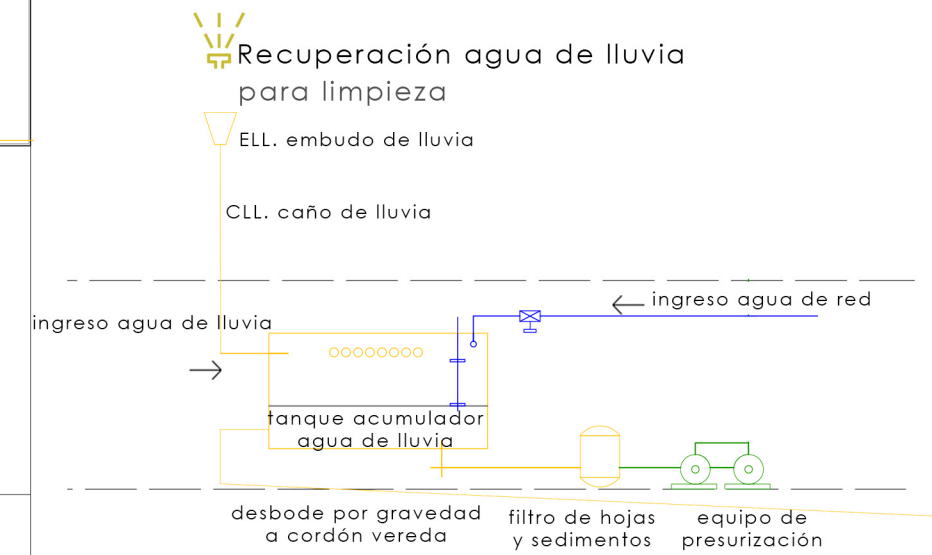 Recuperación agua de lluvia
para limpieza
ELL. embudo de lluvia
CLL. caño de lluvia
ingreso agua de red
ingreso agua de lluvia
tanque acumulador
agua de lluvia
desbode por gravedad
a cordón vereda
filtro de hojas
y sedimentos
equipo de
presurización